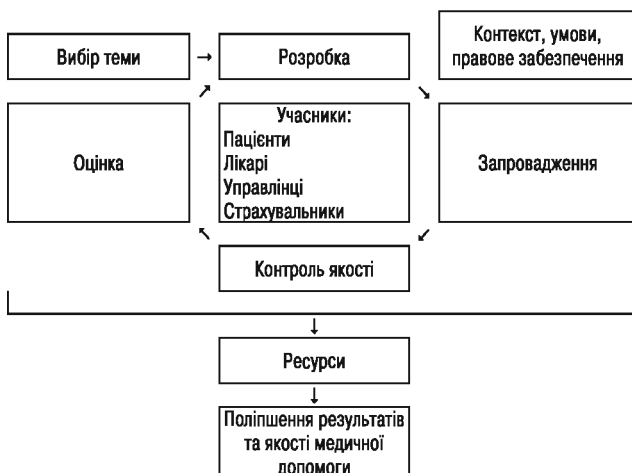 Вибір теми
Розробка
Контекст, умови,
правове забезпечення
Оцінка
Учасники:
Пацієнти
Лікарі
Управлінці
Страхувальники
Запровадження
Контроль якості
Ресурси
Поліпшення результатів
та якості медичної
допомоги